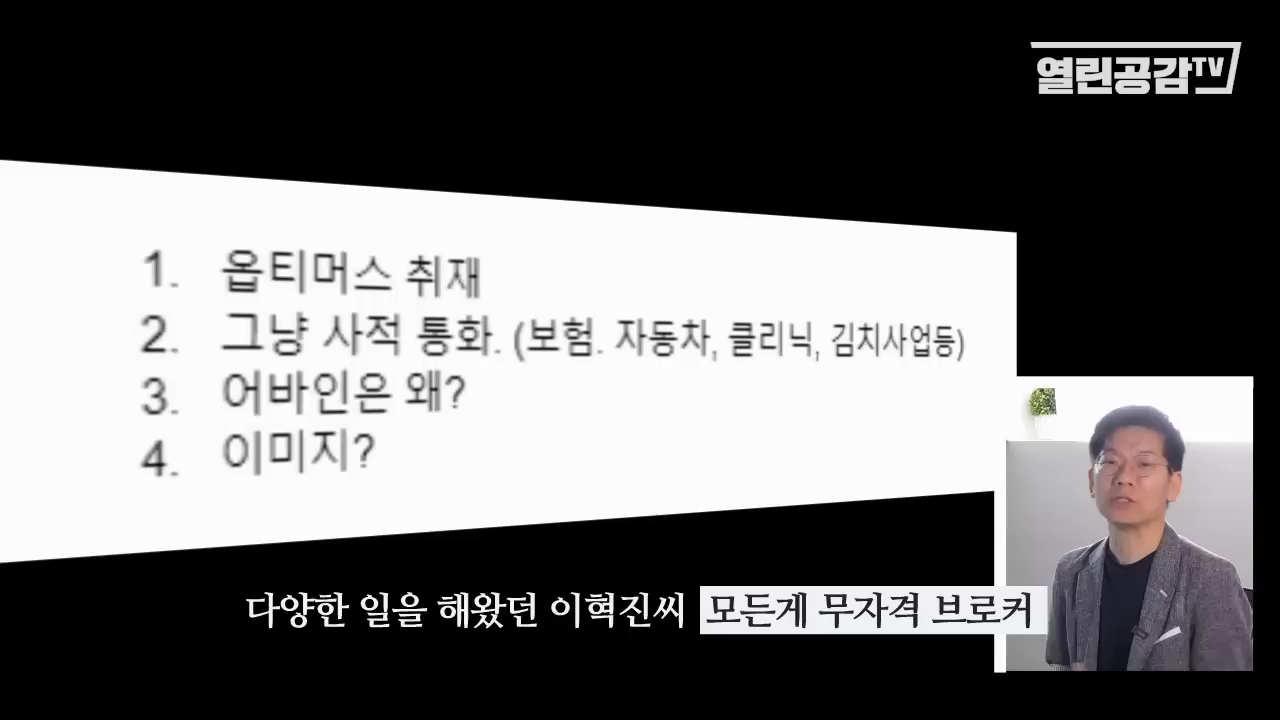 열린공감TV
1. 옵티머스 취재
2. 그냥 사적 통화. (보험. 자동차, 클리닉, 김치사업등)
3. 어바인은 왜?
4. 이미지?
다양한 일을 해왔던 이혁진씨 모든게 무자격 브로커